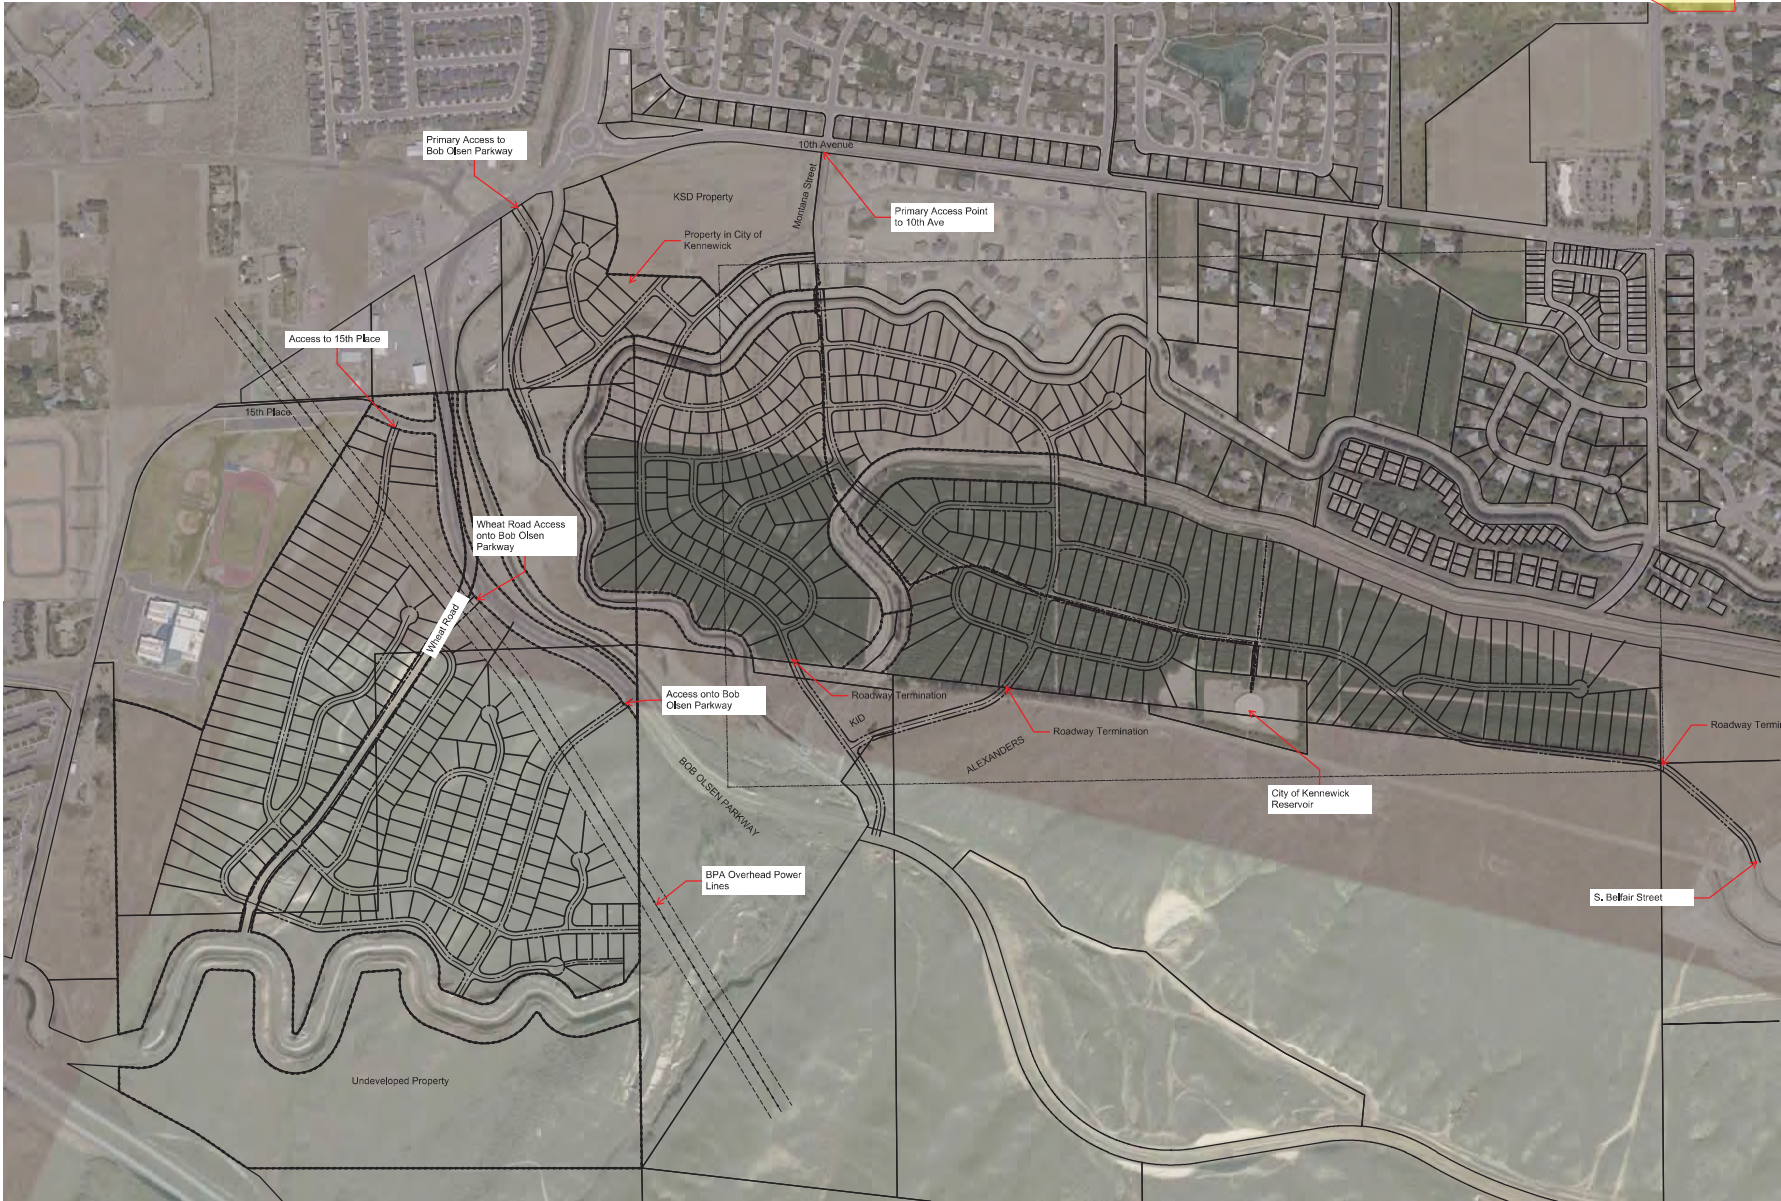 10th Avenue
Primary Access to
Bob Olsen Parkway
Montana Street
KSD Property
Primary Access Point
to 10th Ave
Property in City of
Kennewick
Access to 15th Place
15th Place
Wheat Road Access
onto Bob Olsen
Parkway
Wheat Road
Access onto Bob
Olsen Parkway
Roadway Termination
KID
Roadway Termination
ALEXANDERS
Roadway Termin
BOB OLSEN PARKWAY
City of Kennewick
Reservoir
BPA Overhead Power
Lines
S. Belfair Street
Undeveloped Property